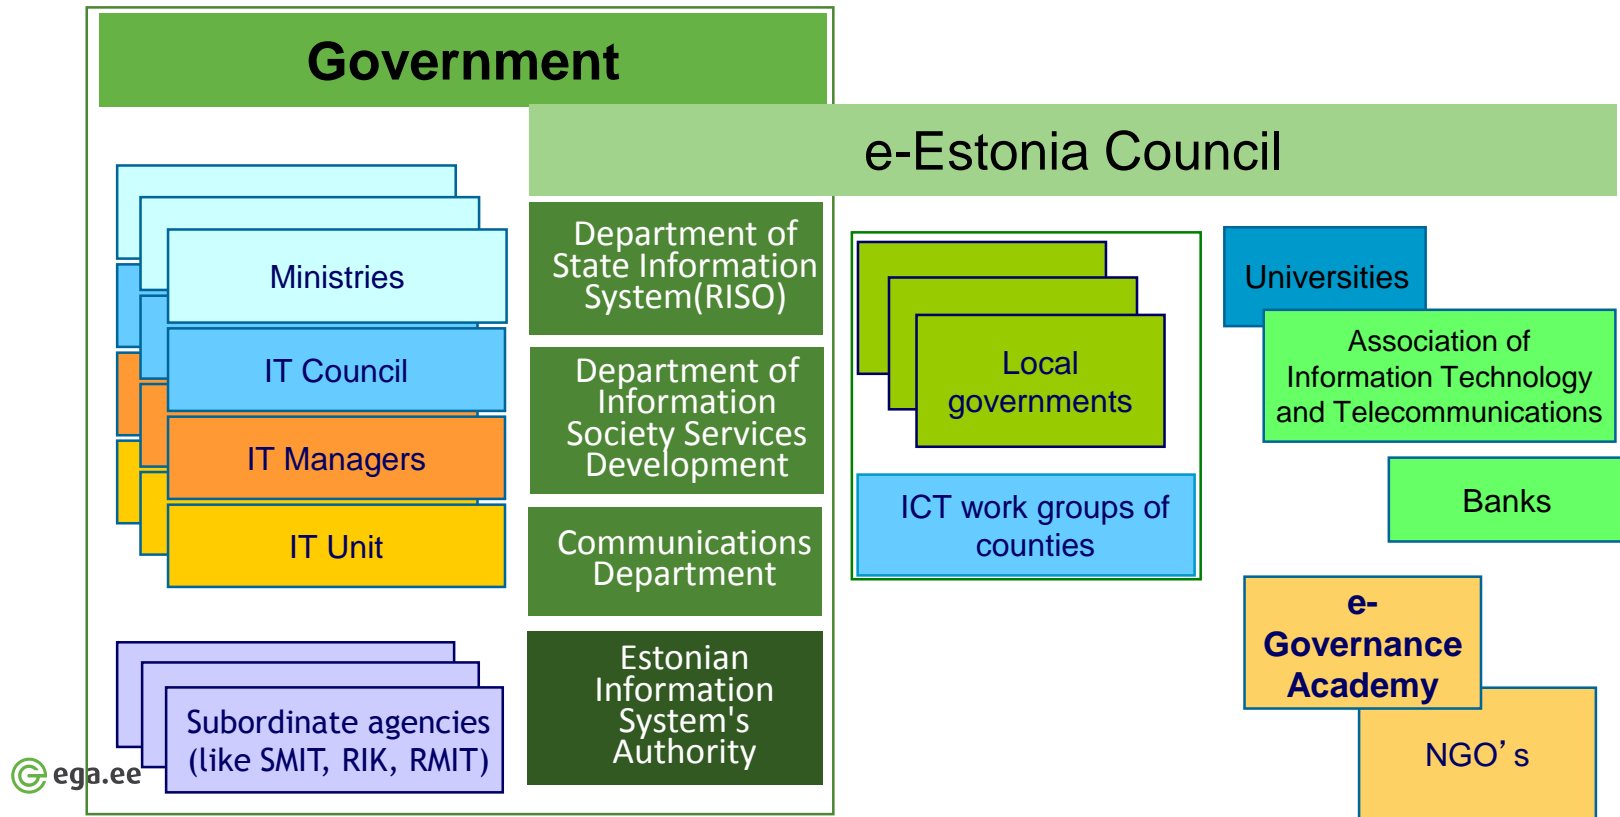 Government
e-Estonia Council
Ministries
IT Council
IT Managers
IT Unit
Subordinate agencies
(like SMIT, RIK, RMIT)
Department of
State Information
System(RISO)
Department of
Information
Society Services
Development
Communications
Department
Estonian
Information
System's
Authority
Local
governments
ICT work groups of
counties
Universities
Association of
Information Technology
and Telecommunications
Banks
e-
Governance
Academy
NGO’s
ega.ee